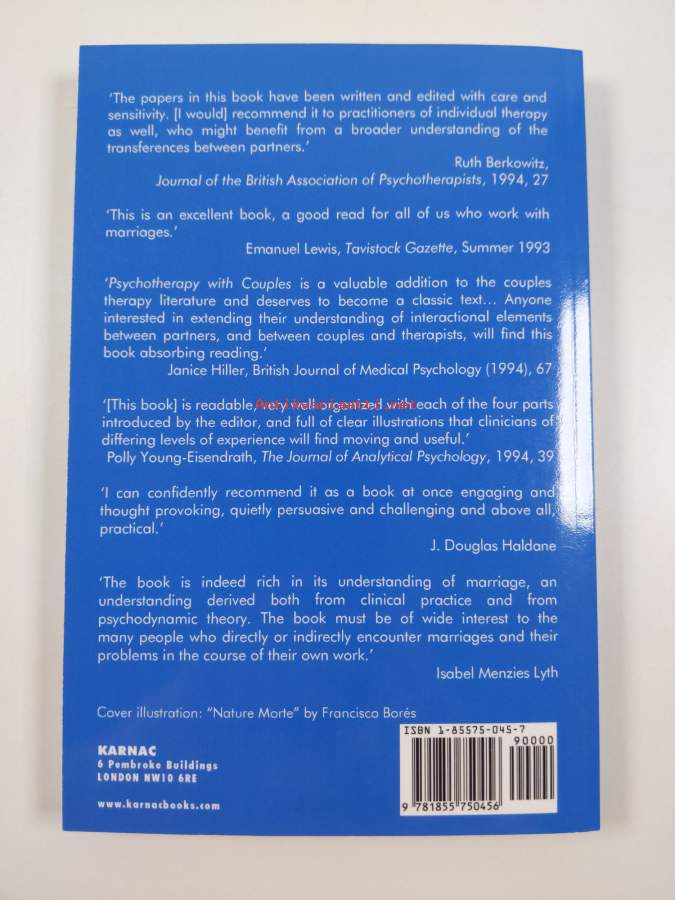 'The papers in this book have been written and edited with care and
sensitivity. [I would] recommend it to practitioners of individual therapy
as well, who might benefit from a broader understanding of the
transferences between partners.'
Ruth Berkowitz,
Journal of the British Association of Psychotherapists, 1994, 27
'This is an excellent book, a good read for all of us who work with
marriages.'
Emanuel Lewis, Tavistock Gazette, Summer 1993
'Psychotherapy with Couples is a valuable addition to the couples
therapy literature and deserves to become a classic text... Anyone
interested in extending their understanding of interactional elements
between partners, and between couples and therapists, will find this
book absorbing reading.'
Janice Hiller, British Journal of Medical Psychology (1994), 67
'[This book] is readable, very well organized with each of the four parts
introduced by the editor, and full of clear illustrations that clinicians of
differing levels of experience will find moving and useful.'
Polly Young-Eisendrath, The Journal of Analytical Psychology, 1994, 39
'I can confidently recommend it as a book at once engaging and
thought provoking, quietly persuasive and challenging and above all,
practical.'
J. Douglas Haldane
'The book is indeed rich in its understanding of marriage, an
understanding derived both from clinical practice and from
psychodynamic theory. The book must be of wide interest to the
many people who directly or indirectly encounter marriages and their
problems in the course of their own work.'
Isabel Menzies Lyth
Cover illustration: "Nature Morte" by Francisco Borés
KARNAC
6 Pembroke Buildings
LONDON NW10 6RE
www.karnacbooks.com
ISBN 1-85575-045-7
90000
9 781855 750456